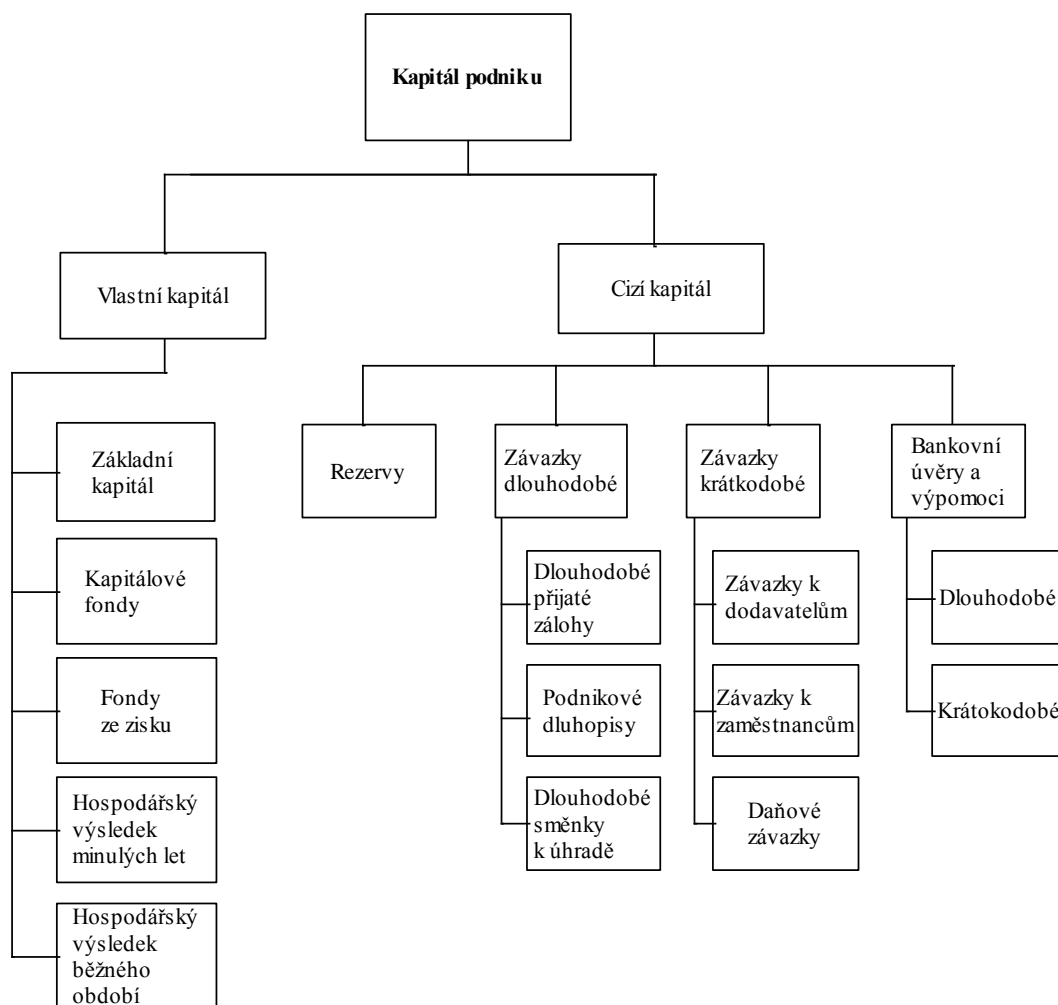 Kapitál podniku
Vlastní kapitál
Cizí kapitál
Základní
kapitál
Kapitálové
fondy
Fondy
ze zisku
Hospodářský
výsledek
minulých let
Hospodářský
výsledek
běžného
období
Rezervy
Závazky
dlouhodobé
Dlouhodobé
přijaté
zálohy
Podnikové
dluhopisy
Dlouhodobé
směnky
k úhradě
Závazky
krátkodobé
Závazky k
dodavatelům
Závazky k
zaměstnancům
Daňové
závazky
Bankovní
úvěry a
výpomoci
Dlouhodobé
Krátokodobé